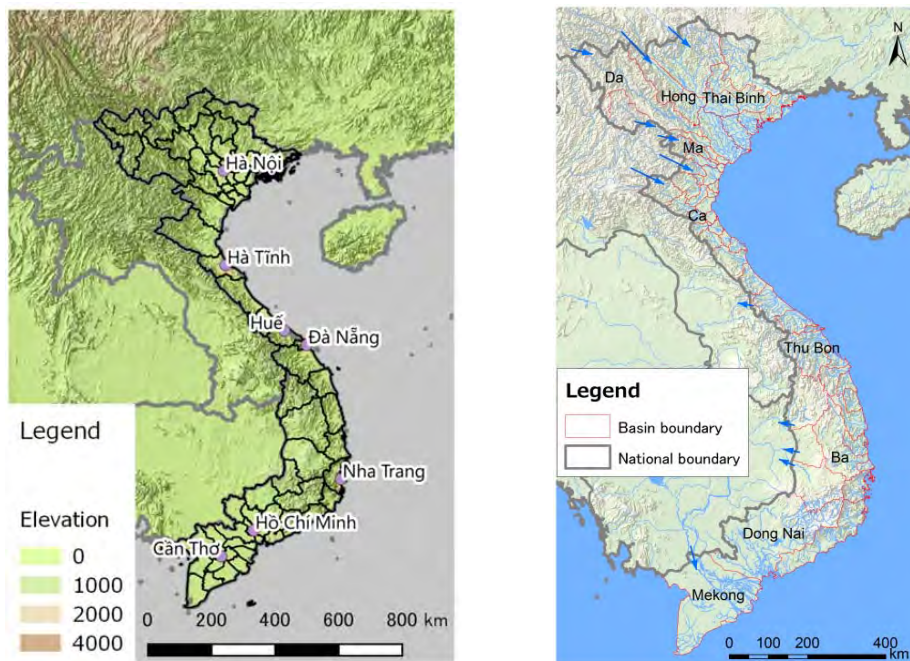 Hà Nội
Hà Tĩnh
Huế
Đà Nẵng
Nha Trang
Hồ Chí Minh
Cần Thơ
Legend
Elevation
0
1000
2000
4000
0 200 400 600 800 km
N
Da
Hong
Thai Binh
Ma
Ca
Thu Bon
Ba
Dong Nai
Mekong
Legend
Basin boundary
National boundary
0 100 200 400
km